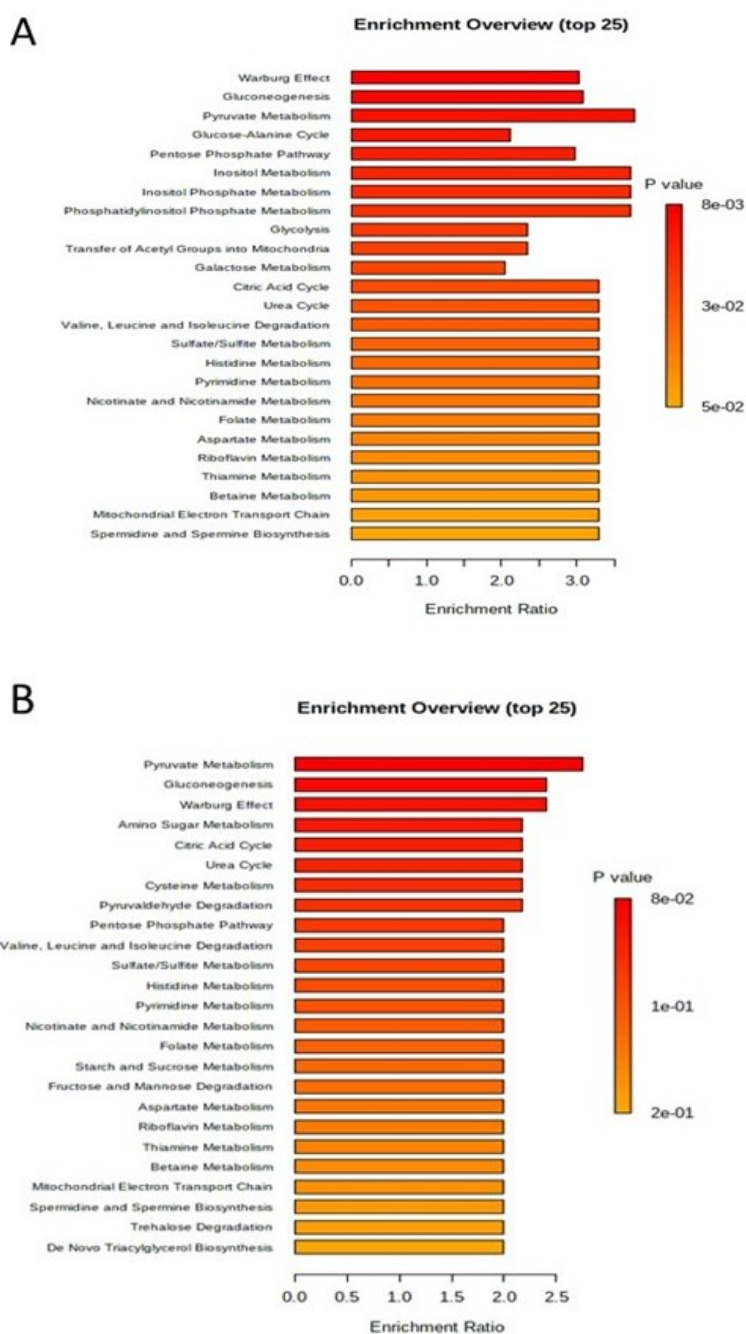 A
Enrichment Overview (top 25)
Warburg Effect
Gluconeogenesis
Pyruvate Metabolism
Glucose-Alanine Cycle
Pentose Phosphate Pathway
Inositol Metabolism
Inositol Phosphate Metabolism
Phosphatidylinositol Phosphate Metabolism
Glycolysis
Transfer of Acetyl Groups into Mitochondria
Galactose Metabolism
Citric Acid Cycle
Urea Cycle
Valine, Leucine and Isoleucine Degradation
Sulfate/Sulfite Metabolism
Histidine Metabolism
Pyrimidine Metabolism
Nicotinate and Nicotinamide Metabolism
Folate Metabolism
Aspartate Metabolism
Riboflavin Metabolism
Thiamine Metabolism
Betaine Metabolism
Mitochondrial Electron Transport Chain
Spermidine and Spermine Biosynthesis
0.0 1.0 2.0 3.0
Enrichment Ratio
P value
8e-03
3e-02
5e-02
B
Enrichment Overview (top 25)
Pyruvate Metabolism
Gluconeogenesis
Warburg Effect
Amino Sugar Metabolism
Citric Acid Cycle
Urea Cycle
Cysteine Metabolism
Pyruvaldehyde Degradation
Pentose Phosphate Pathway
Valine, Leucine and Isoleucine Degradation
Sulfate/Sulfite Metabolism
Histidine Metabolism
Pyrimidine Metabolism
Nicotinate and Nicotinamide Metabolism
Folate Metabolism
Starch and Sucrose Metabolism
Fructose and Mannose Degradation
Aspartate Metabolism
Riboflavin Metabolism
Thiamine Metabolism
Betaine Metabolism
Mitochondrial Electron Transport Chain
Spermidine and Spermine Biosynthesis
Trehalose Degradation
De Novo Triacylglycerol Biosynthesis
0.0 0.5 1.0 1.5 2.0 2.5
Enrichment Ratio
P value
8e-02
1e-01
2e-01